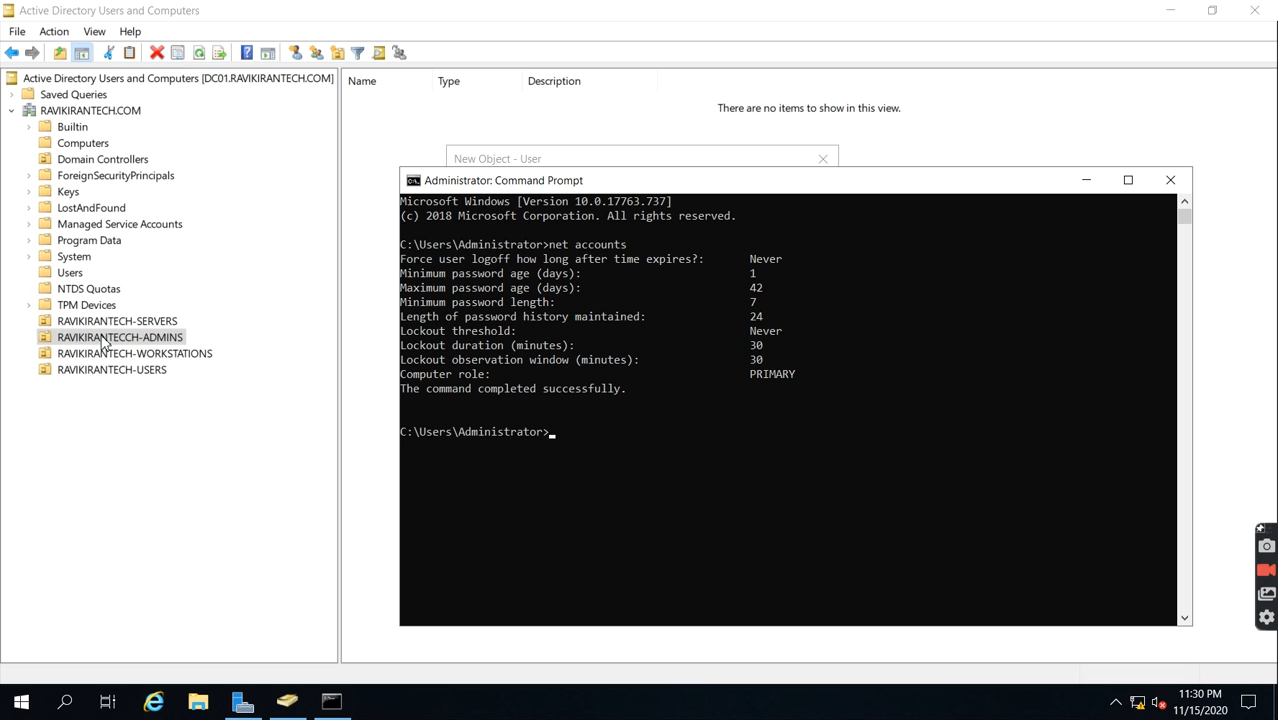 Active Directory Users and Computers
File Action View Help
Active Directory Users and Computers [DC01.RAVIKIRANTECH.COM]
Saved Queries
RAVIKIRANTECH.COM
Builtin
Computers
Domain Controllers
ForeignSecurityPrincipals
Keys
LostAndFound
Managed Service Accounts
Program Data
System
Users
NTDS Quotas
TPM Devices
RAVIKIRANTECH-SERVERS
RAVIKIRANTECCH-ADMINS
RAVIKIRANTECH-WORKSTATIONS
RAVIKIRANTECH-USERS
Name Type Description
There are no items to show in this view.
New Object - User
Administrator: Command Prompt
Microsoft Windows [Version 10.0.17763.737]
(c) 2018 Microsoft Corporation. All rights reserved.
C:\Users\Administrator>net accounts
Force user logoff how long after time expires?: Never
Minimum password age (days): 1
Maximum password age (days): 42
Minimum password length: 7
Length of password history maintained: 24
Lockout threshold: Never
Lockout duration (minutes): 30
Lockout observation window (minutes): 30
Computer role: PRIMARY
The command completed successfully.
C:\Users\Administrator>
11:30 PM
11/15/2020